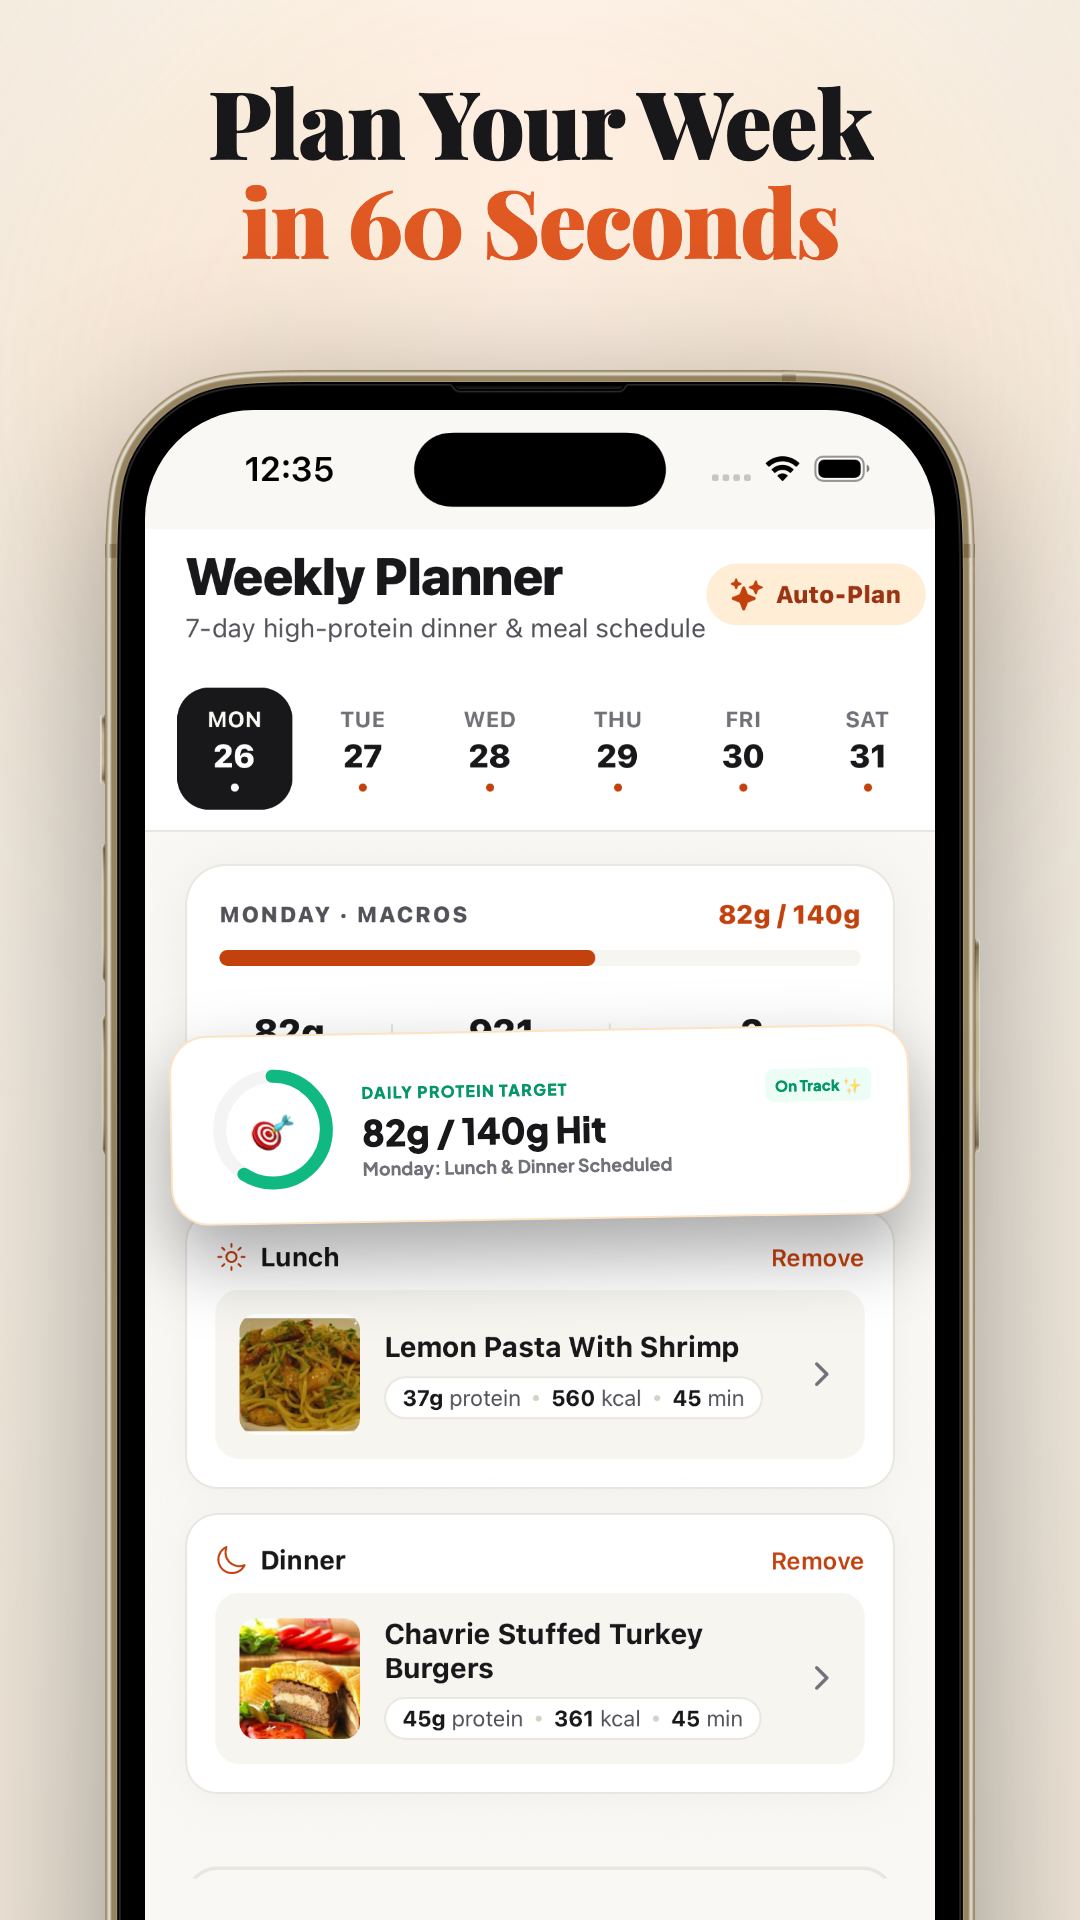 Plan Your Week
in 60 Seconds
12:35
Weekly Planner
7-day high-protein dinner & meal schedule
Auto-Plan
MON TUE WED THU FRI SAT
26 27 28 29 30 31
MONDAY · MACROS 82g / 140g
82g 921
DAILY PROTEIN TARGET
On Track ✨
82g / 140g Hit
Monday: Lunch & Dinner Scheduled
Lunch Remove
Lemon Pasta With Shrimp
37g protein • 560 kcal • 45 min
Dinner Remove
Chavrie Stuffed Turkey
Burgers
45g protein • 361 kcal • 45 min